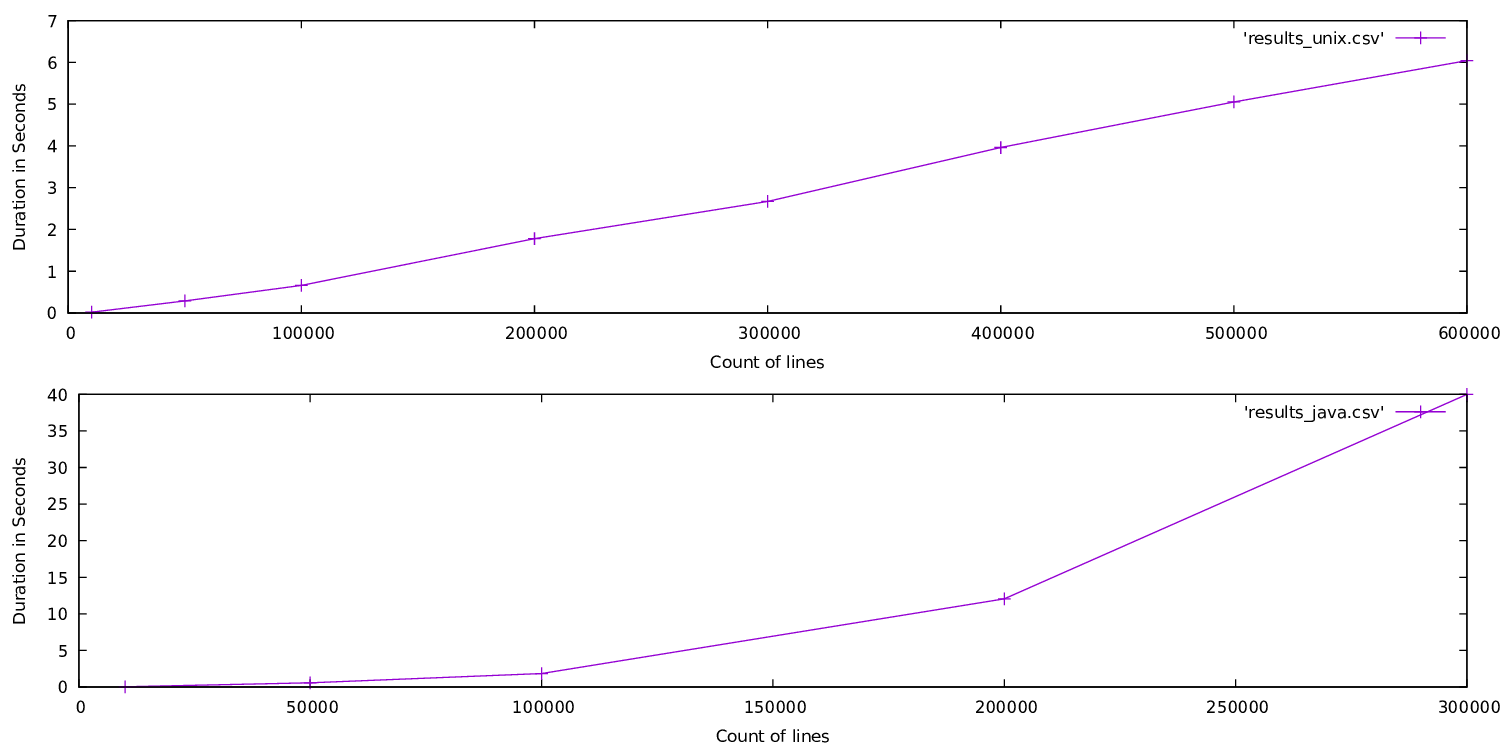 'results_unix.csv'
Duration in Seconds
7
6
5
4
3
2
1
0
0 100000 200000 300000 400000 500000 600000
Count of lines
'results_java.csv'
Duration in Seconds
40
35
30
25
20
15
10
5
0
0 50000 100000 150000 200000 250000 300000
Count of lines